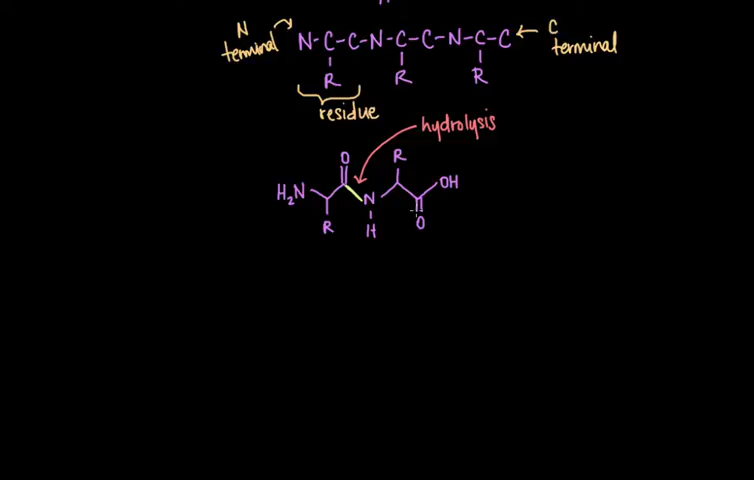 N terminal
N-C-C-N-C-C-N-C-C
C terminal
R R R
residue
hydrolysis
O R
H₂N N OH
R H O